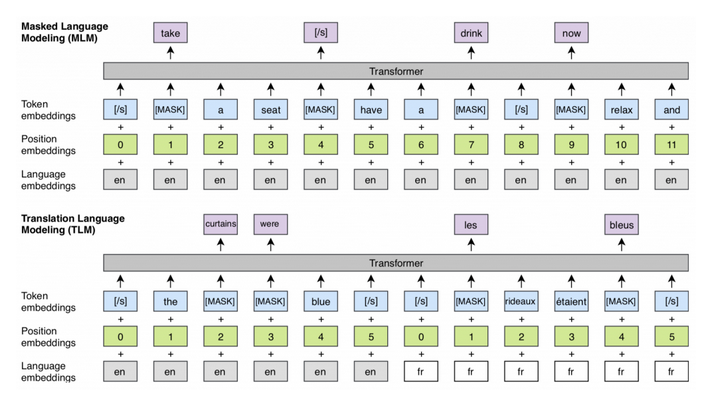 Masked Language
Modeling (MLM)
take [/s] drink now
Transformer
Token
embeddings
[/s] [MASK] a seat [MASK] have a [MASK] [/s] [MASK] relax and
+ + + + + + + + + + + +
Position
embeddings
0 1 2 3 4 5 6 7 8 9 10 11
+ + + + + + + + + + + +
Language
embeddings
en en en en en en en en en en en en
Translation Language
Modeling (TLM)
curtains were les bleus
Transformer
Token
embeddings
[/s] the [MASK] [MASK] blue [/s] [/s] [MASK] rideaux étaient [MASK] [/s]
+ + + + + + + + + + + +
Position
embeddings
0 1 2 3 4 5 0 1 2 3 4 5
+ + + + + + + + + + + +
Language
embeddings
en en en en en en fr fr fr fr fr fr